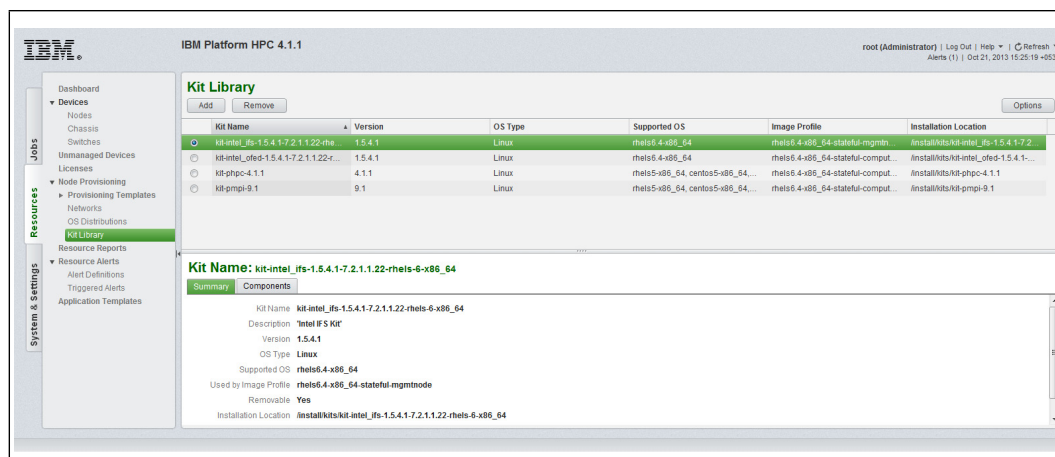 IBM®
IBM Platform HPC 4.1.1
root (Administrator) | Log Out | Help | Refresh
Alerts (1) | Oct 21, 2013 15:25:19 +053
Jobs
Resources
System & Settings
Dashboard
Devices
Nodes
Chassis
Switches
Unmanaged Devices
Licenses
Node Provisioning
Provisioning Templates
Networks
OS Distributions
Kit Library
Resource Reports
Resource Alerts
Alert Definitions
Triggered Alerts
Application Templates
Kit Library
Add Remove Options
Kit Name Version OS Type Supported OS Image Profile Installation Location
kit-intel_ifs-1.5.4.1-7.2.1.1.22-rhe... 1.5.4.1 Linux rhels6.4-x86_64 rhels6.4-x86_64-stateful-mgmtn... /install/kits/kit-intel_ifs-1.5.4.1-7.2...
kit-intel_ofed-1.5.4.1-7.2.1.1.22-r... 1.5.4.1 Linux rhels6.4-x86_64 rhels6.4-x86_64-stateful-comput... /install/kits/kit-intel_ofed-1.5.4.1-...
kit-phpc-4.1.1 4.1.1 Linux rhels5-x86_64, centos5-x86_64,... rhels6.4-x86_64-stateful-comput... /install/kits/kit-phpc-4.1.1
kit-pmpi-9.1 9.1 Linux rhels5-x86_64, centos5-x86_64,... rhels6.4-x86_64-stateful-comput... /install/kits/kit-pmpi-9.1
Kit Name: kit-intel_ifs-1.5.4.1-7.2.1.1.22-rhels-6-x86_64
Summary Components
Kit Name kit-intel_ifs-1.5.4.1-7.2.1.1.22-rhels-6-x86_64
Description 'Intel IFS Kit'
Version 1.5.4.1
OS Type Linux
Supported OS rhels6.4-x86_64
Used by Image Profile rhels6.4-x86_64-stateful-mgmtnode
Removable Yes
Installation Location /install/kits/kit-intel_ifs-1.5.4.1-7.2.1.1.22-rhels-6-x86_64